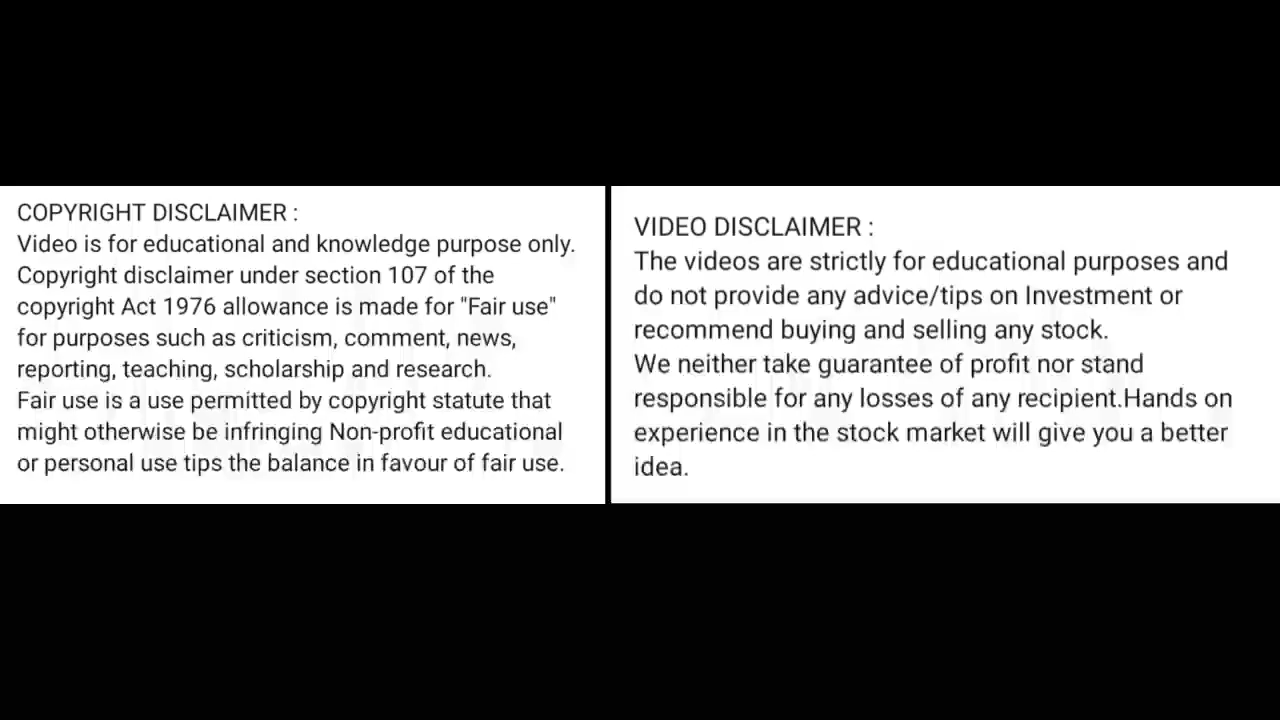 COPYRIGHT DISCLAIMER :
Video is for educational and knowledge purpose only.
Copyright disclaimer under section 107 of the
copyright Act 1976 allowance is made for "Fair use"
for purposes such as criticism, comment, news,
reporting, teaching, scholarship and research.
Fair use is a use permitted by copyright statute that
might otherwise be infringing Non-profit educational
or personal use tips the balance in favour of fair use.
VIDEO DISCLAIMER :
The videos are strictly for educational purposes and
do not provide any advice/tips on Investment or
recommend buying and selling any stock.
We neither take guarantee of profit nor stand
responsible for any losses of any recipient.Hands on
experience in the stock market will give you a better
idea.